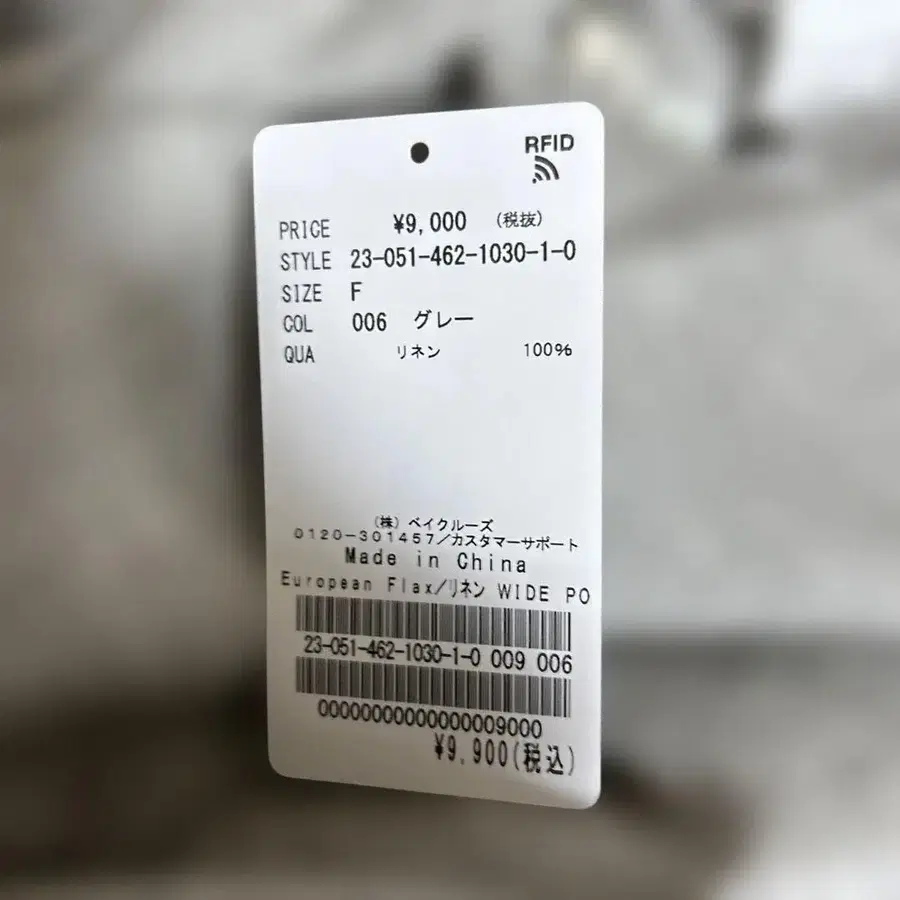 RFID
PRICE ¥9,000 (税抜)
STYLE 23-051-462-1030-1-0
SIZE F
COL 006 グレー
QUA リネン 100%
(株) ベイクルーズ
0120-301457/カスタマーサポート
Made in China
European Flax/リネン WIDE PO
23-051-462-1030-1-0 009 006
00000000000000009000
¥9,900(税込)